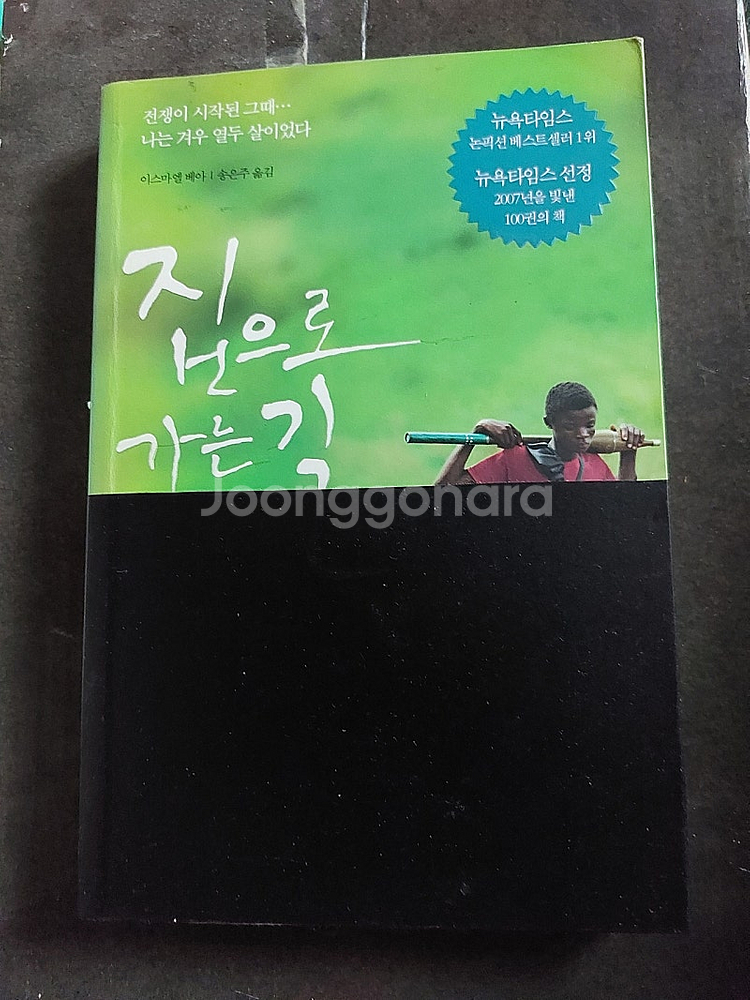 전쟁이 시작된 그때…
나는 겨우 열두 살이었다
이스마엘 베아 | 송은주 옮김
뉴욕타임스
논픽션 베스트셀러 1위
뉴욕타임스 선정
2007년을 빛낸
100권의 책
집으로
가는 길
Joonggonara